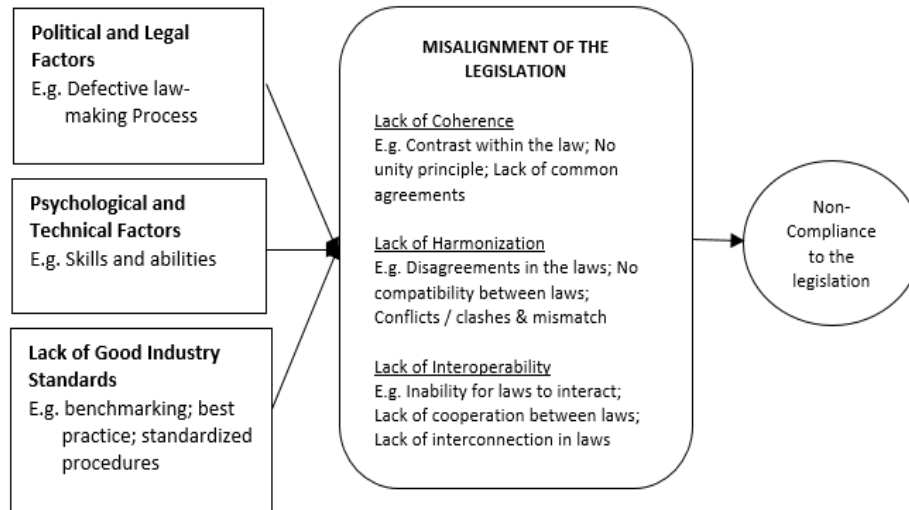 Political and Legal
Factors
E.g. Defective law-
making Process
Psychological and
Technical Factors
E.g. Skills and abilities
Lack of Good Industry
Standards
E.g. benchmarking; best
practice; standardized
procedures
MISALIGNMENT OF THE
LEGISLATION
Lack of Coherence
E.g. Contrast within the law; No
unity principle; Lack of common
agreements
Lack of Harmonization
E.g. Disagreements in the laws; No
compatibility between laws;
Conflicts / clashes & mismatch
Lack of Interoperability
E.g. Inability for laws to interact;
Lack of cooperation between laws;
Lack of interconnection in laws
Non-
Compliance
to the
legislation